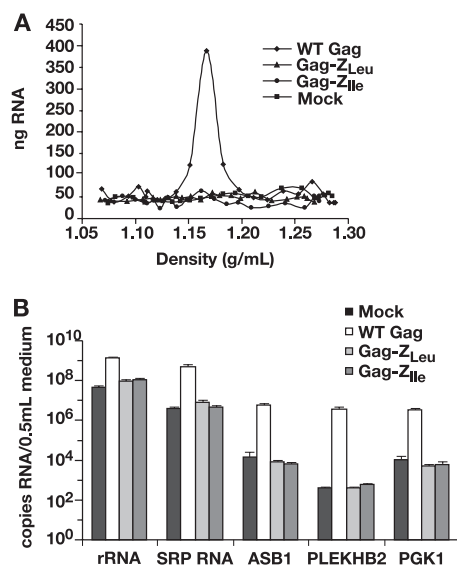 A
ng RNA
450
400
350
300
250
200
150
100
50
0
1.05 1.10 1.15 1.20 1.25 1.30
Density (g/mL)
WT Gag
Gag-ZLeu
Gag-ZIle
Mock
B
copies RNA/0.5mL medium
10^10
10^8
10^6
10^4
10^2
10^0
Mock
WT Gag
Gag-ZLeu
Gag-ZIle
rRNA SRP RNA ASB1 PLEKHB2 PGK1